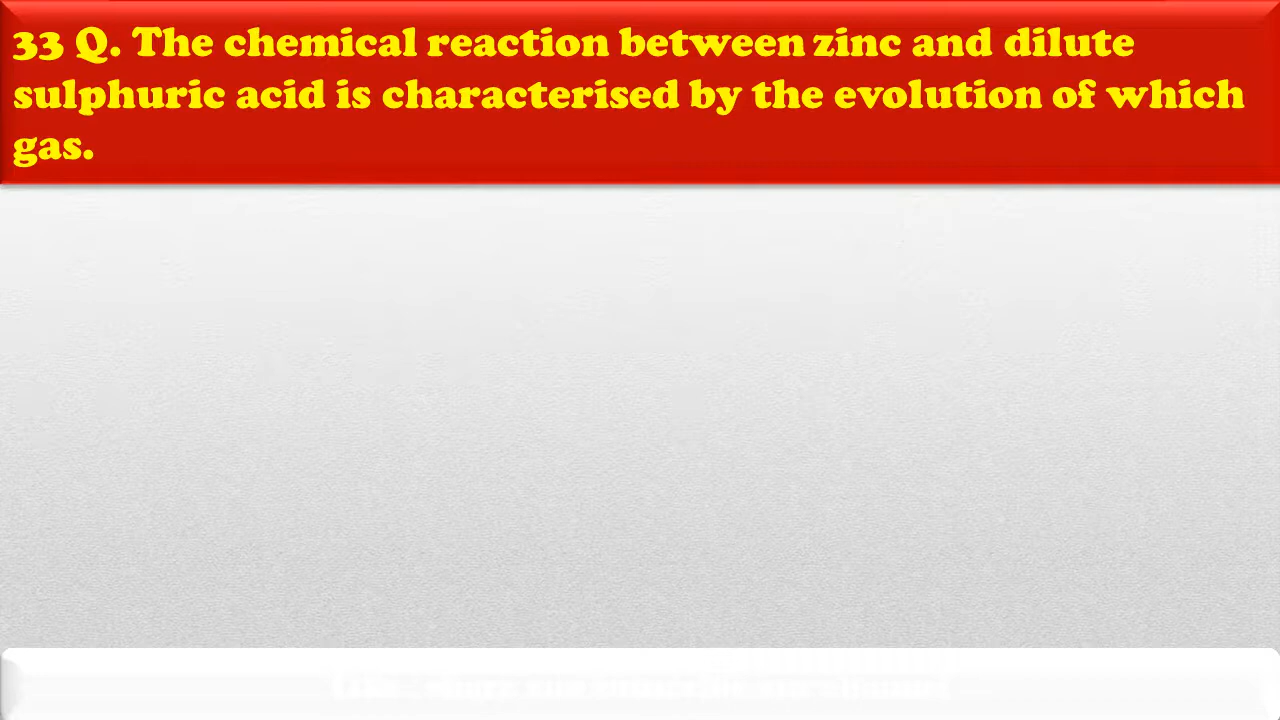 33 Q. The chemical reaction between zinc and dilute
sulphuric acid is characterised by the evolution of which
gas.